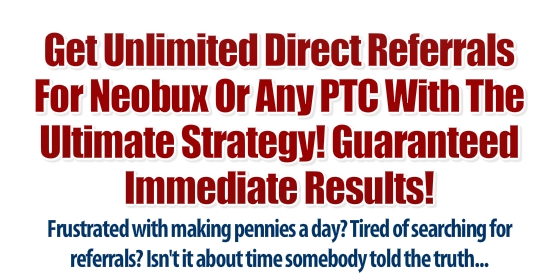 Get Unlimited Direct Referrals
For Neobux Or Any PTC With The
Ultimate Strategy! Guaranteed
Immediate Results!
Frustrated with making pennies a day? Tired of searching for
referrals? Isn't it about time somebody told the truth...